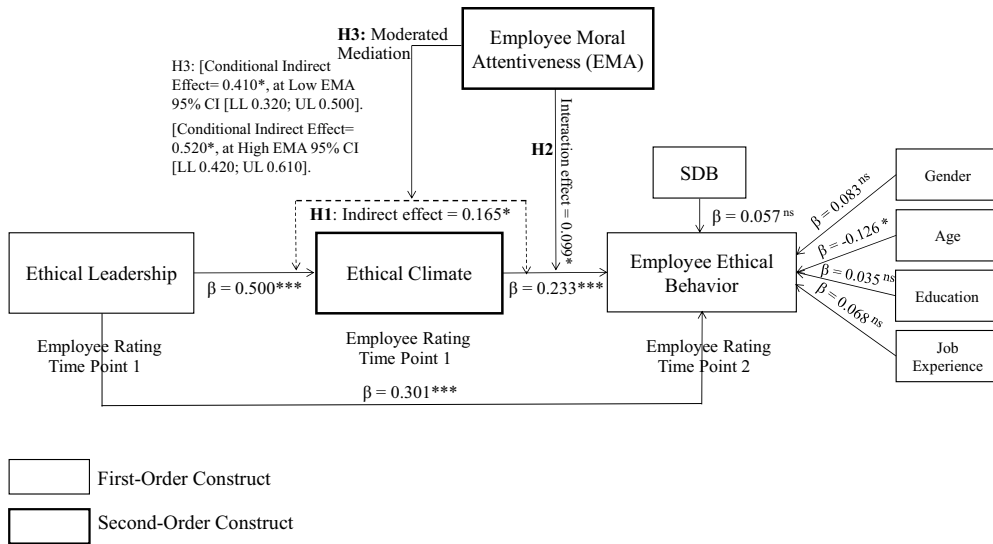 H3: Moderated
Mediation
Employee Moral
Attentiveness (EMA)
H3: [Conditional Indirect
Effect= 0.410*, at Low EMA
95% CI [LL 0.320; UL 0.500].
[Conditional Indirect Effect=
0.520*, at High EMA 95% CI
[LL 0.420; UL 0.610].
H2
Interaction effect = 0.099*
SDB
β = 0.057 ns
Gender
β = 0.083 ns
H1: Indirect effect = 0.165*
Age
β = -0.126 *
Ethical Leadership
β = 0.500***
Ethical Climate
β = 0.233***
Employee Ethical
Behavior
β = 0.035 ns
Education
β = 0.068 ns
Job
Experience
Employee Rating
Time Point 1
Employee Rating
Time Point 1
Employee Rating
Time Point 2
β = 0.301***
First-Order Construct
Second-Order Construct